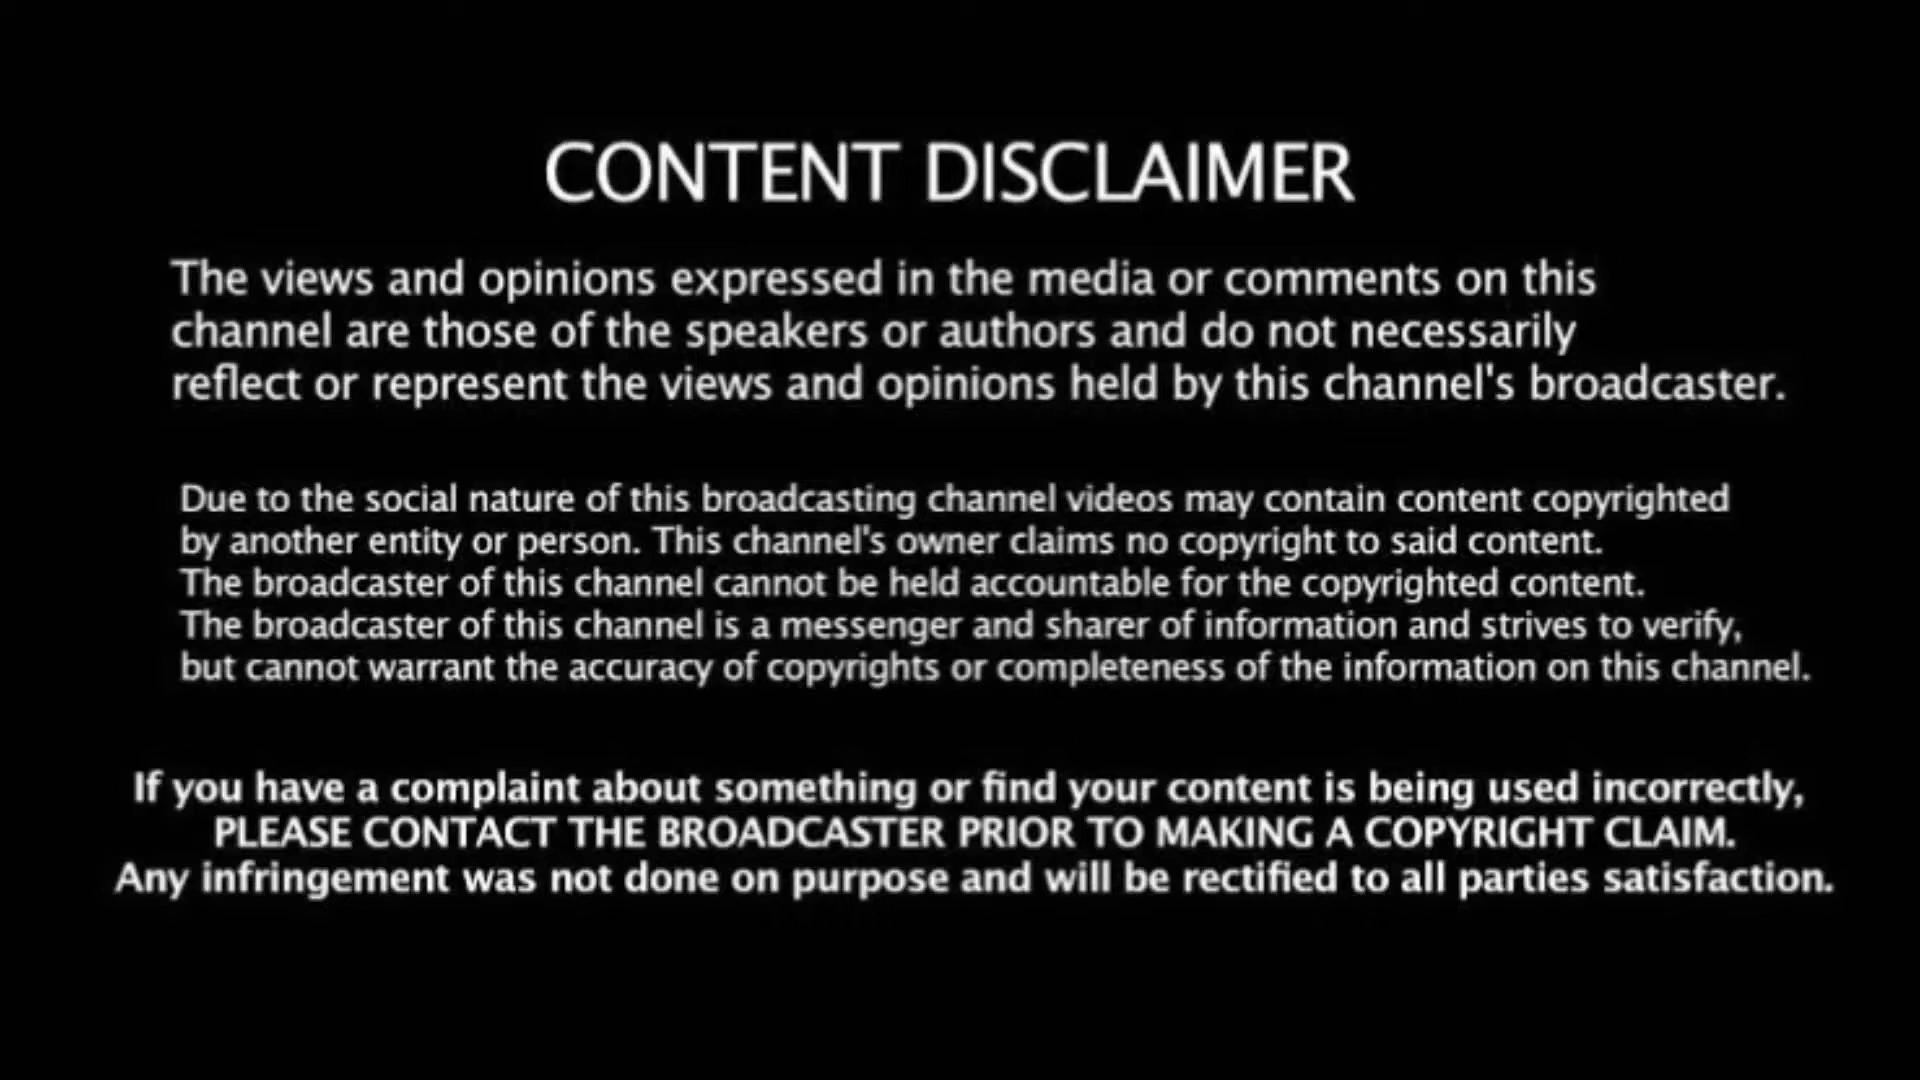 CONTENT DISCLAIMER
The views and opinions expressed in the media or comments on this
channel are those of the speakers or authors and do not necessarily
reflect or represent the views and opinions held by this channel's broadcaster.
Due to the social nature of this broadcasting channel videos may contain content copyrighted
by another entity or person. This channel's owner claims no copyright to said content.
The broadcaster of this channel cannot be held accountable for the copyrighted content.
The broadcaster of this channel is a messenger and sharer of information and strives to verify,
but cannot warrant the accuracy of copyrights or completeness of the information on this channel.
If you have a complaint about something or find your content is being used incorrectly,
PLEASE CONTACT THE BROADCASTER PRIOR TO MAKING A COPYRIGHT CLAIM.
Any infringement was not done on purpose and will be rectified to all parties satisfaction.